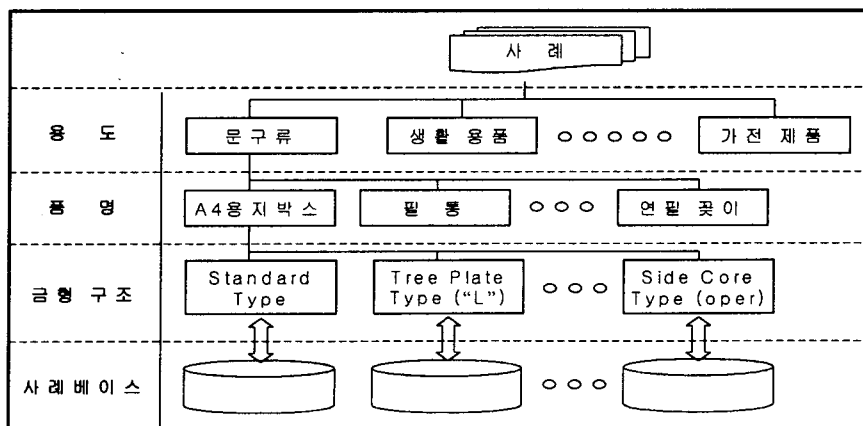 사 례
용 도
문구류
생활 용품
가전 제품
품 명
A4용지박스
필 통
연필 꽂이
금형 구조
Standard
Type
Tree Plate
Type ("L")
Side Core
Type (oper)
사례베이스